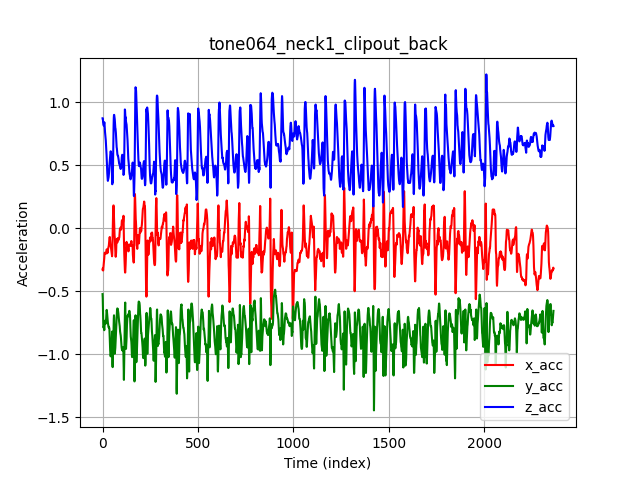 tone064_neck1_clipout_back
1.0
0.5
0.0
−0.5
−1.0
−1.5
Acceleration
x_acc
y_acc
z_acc
0 500 1000 1500 2000
Time (index)